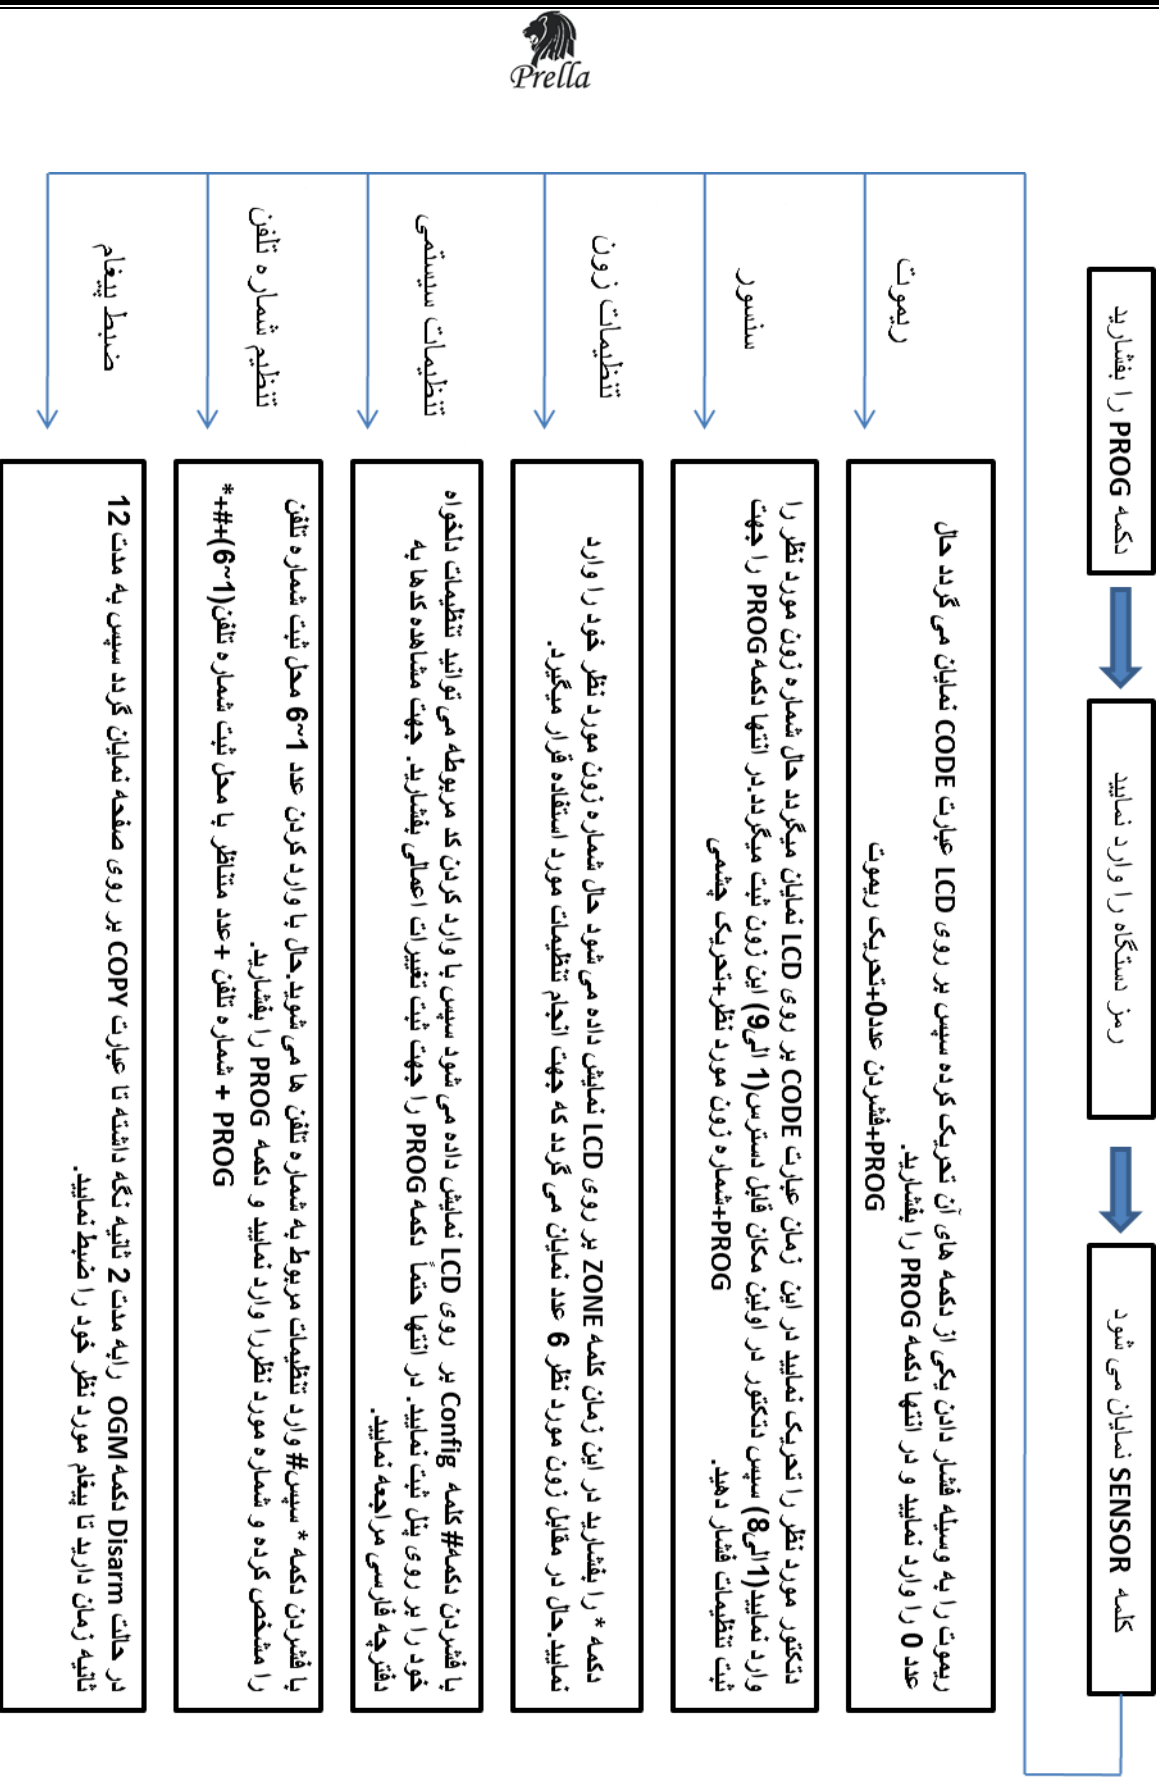 Prella
دکمه PROG را بفشارید
رمز دستگاه را وارد نمایید
کلمه SENSOR نمایان می شود
ریموت
ریموت را به وسیله فشار دادن یکی از دکمه های آن تحریک کرده سپس بر روی LCD عبارت CODE نمایان می گردد حال
عدد 0 را وارد نمایید و در انتها دکمه PROG را بفشارید.
PROG+فشردن عدد0+تحریک ریموت
سنسور
دتکتور مورد نظر را تحریک نمایید در این زمان عبارت CODE بر روی LCD نمایان میگردد حال شماره زون مورد نظر را
وارد نمایید(1الی8) سپس دتکتور در اولین مکان قابل دسترس(1 الی9) این زون ثبت میگردد.در انتها دکمه PROG را جهت
ثبت تنظیمات فشار دهید. PROG+شماره زون مورد نظر+تحریک چشمی
تنظیمات زون
دکمه * را بفشارید در این زمان کلمه ZONE بر روی LCD نمایش داده می شود حال شماره زون مورد نظر خود را وارد
نمایید.حال در مقابل زون مورد نظر 6 عدد نمایان می گردد که جهت انجام تنظیمات مورد استفاده قرار میگیرد.
تنظیمات سیستمی
با فشردن دکمه# کلمه Config بر روی LCD نمایش داده می شود سپس با وارد کردن کد مربوطه می توانید تنظیمات دلخواه
خود را بر روی پنل ثبت نمایید. در انتها حتماً دکمه PROG را جهت ثبت تغییرات اعمالی بفشارید. جهت مشاهده کدها به
دفترچه فارسی مراجعه نمایید.
تنظیم شماره تلفن
با فشردن دکمه * سپس# وارد تنظیمات مربوط به شماره تلفن ها می شوید.حال با وارد کردن عدد 1~6 محل ثبت شماره تلفن
را مشخص کرده و شماره مورد نظررا وارد نمایید و دکمه PROG را بفشارید.
PROG + شماره تلفن +عدد متناظر با محل ثبت شماره تلفن(1~6)+#+*
ضبط پیغام
در حالت Disarm دکمه OGM رابه مدت 2 ثانیه نگه داشته تا عبارت COPY بر روی صفحه نمایان گردد سپس به مدت 12
ثانیه زمان دارید تا پیغام مورد نظر خود را ضبط نمایید.